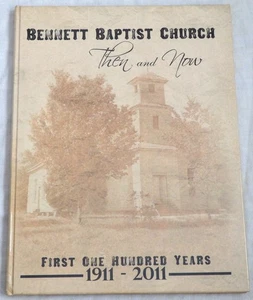 BENNETT BAPTIST CHURCH
Then and Now
FIRST ONE HUNDRED YEARS
1911 - 2011